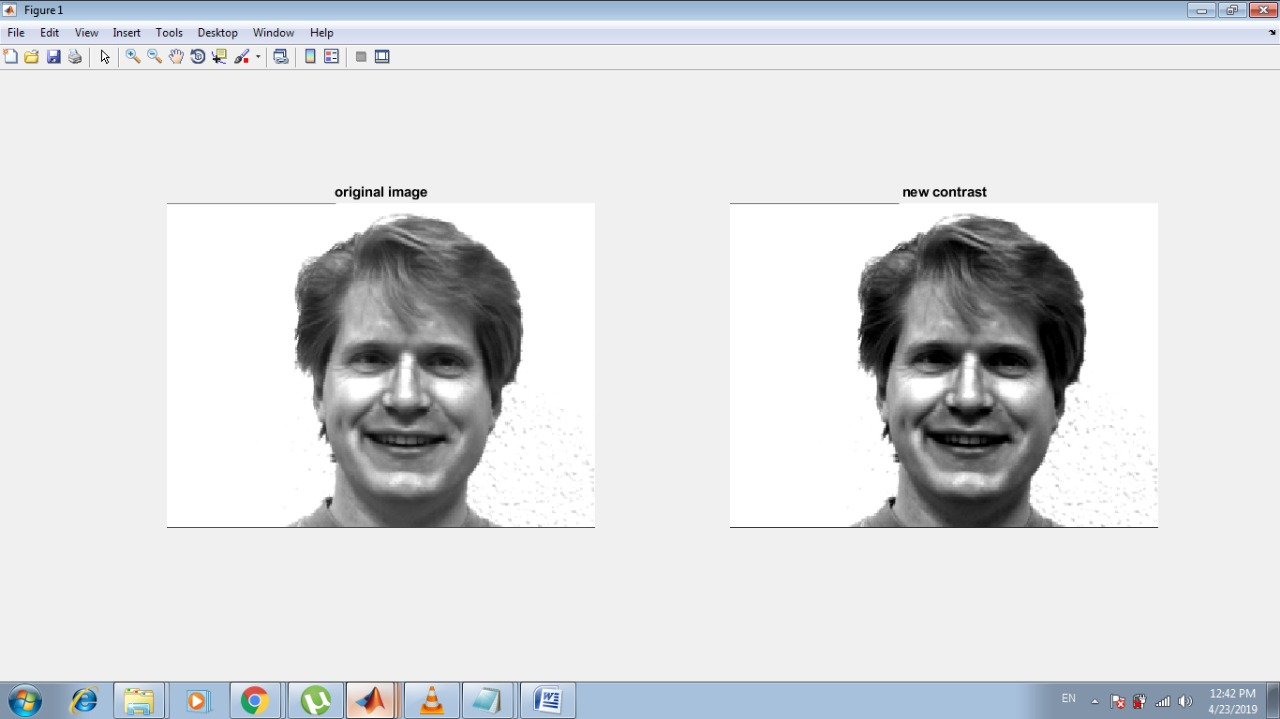 Figure 1
File Edit View Insert Tools Desktop Window Help
original image
new contrast
EN
12:42 PM
4/23/2019